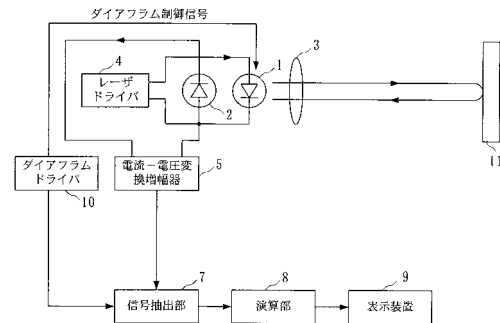 ダイアフラム制御信号
4
レーザ
ドライバ
2
1
3
11
ダイアフラム
ドライバ
10
電流－電圧変
換増幅器
5
7
信号抽出部
8
演算部
9
表示装置